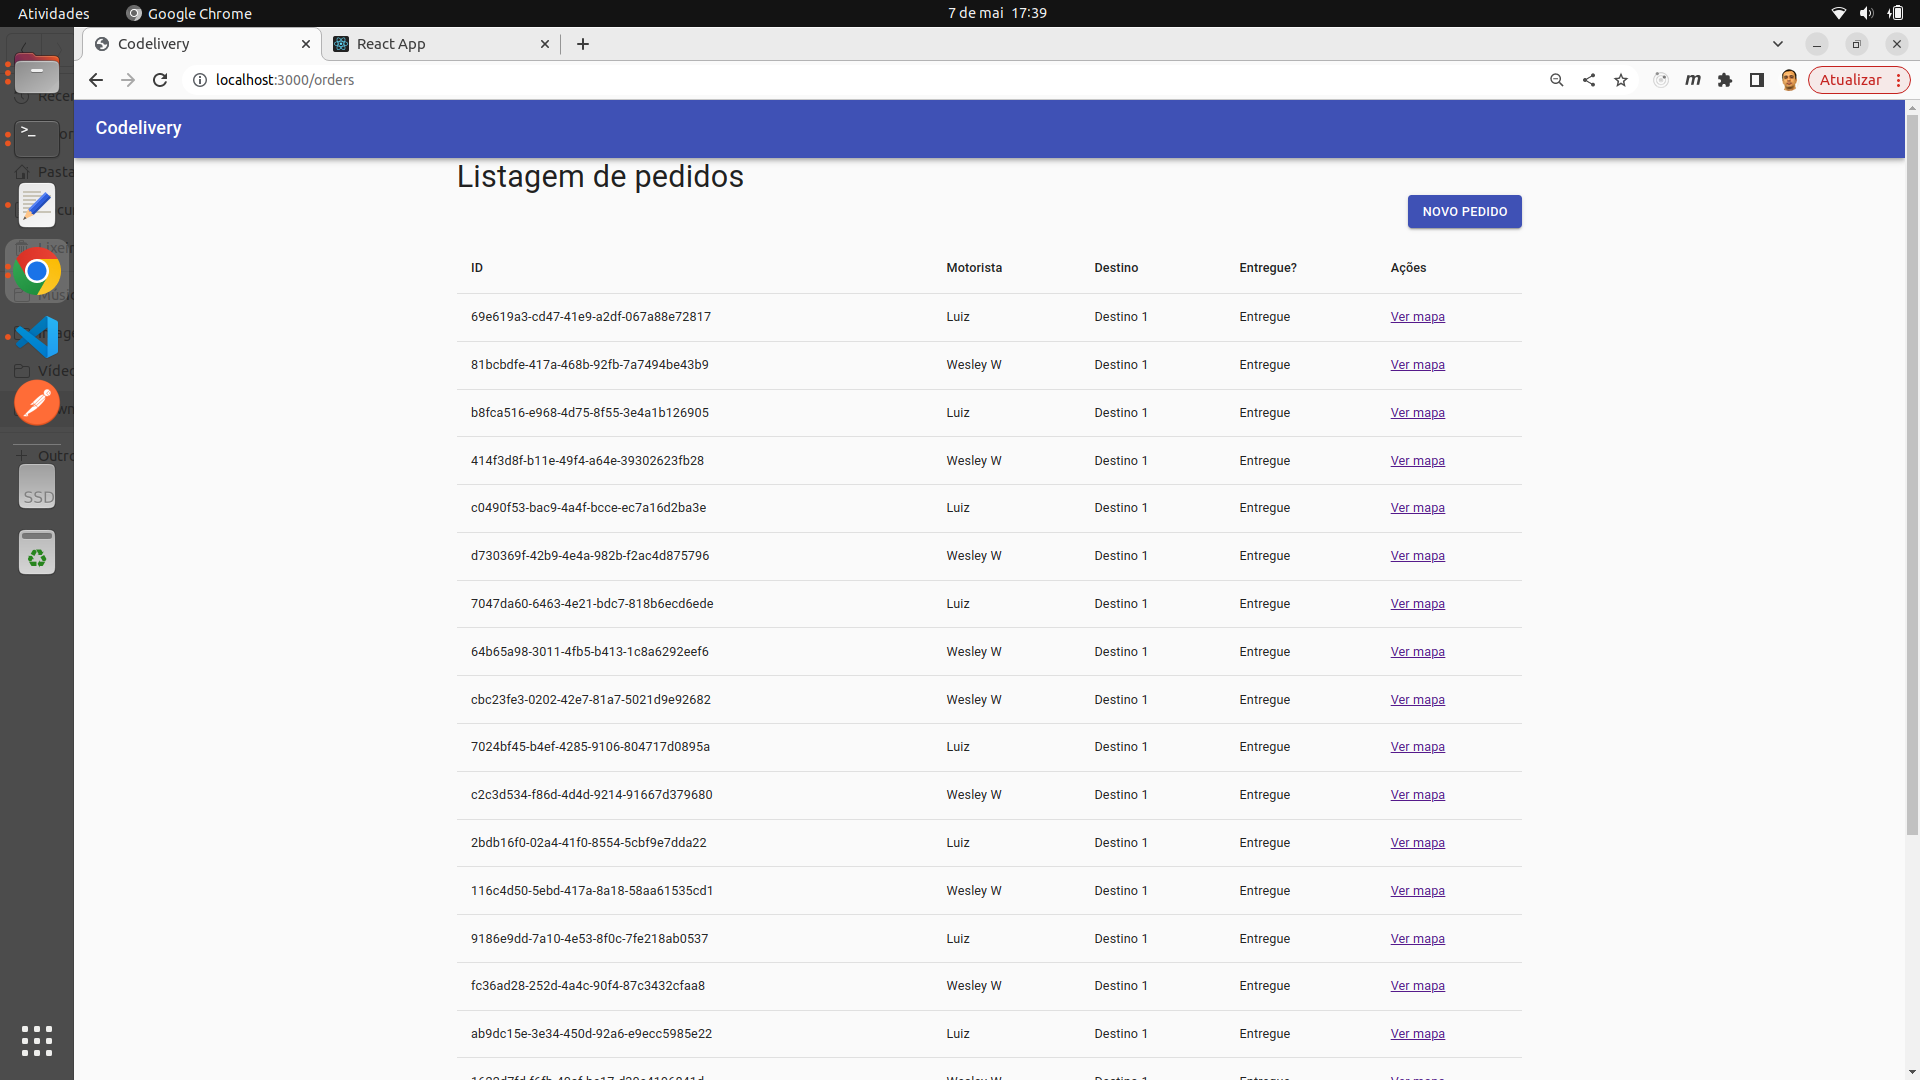 Atividades Google Chrome 7 de mai 17:39
Codelivery React App
localhost:3000/orders Atualizar
Codelivery
Listagem de pedidos
NOVO PEDIDO
ID Motorista Destino Entregue? Ações
69e619a3-cd47-41e9-a2df-067a88e72817 Luiz Destino 1 Entregue Ver mapa
81bcbdfe-417a-468b-92fb-7a7494be43b9 Wesley W Destino 1 Entregue Ver mapa
b8fca516-e968-4d75-8f55-3e4a1b126905 Luiz Destino 1 Entregue Ver mapa
414f3d8f-b11e-49f4-a64e-39302623fb28 Wesley W Destino 1 Entregue Ver mapa
c0490f53-bac9-4a4f-bcce-ec7a16d2ba3e Luiz Destino 1 Entregue Ver mapa
d730369f-42b9-4e4a-982b-f2ac4d875796 Wesley W Destino 1 Entregue Ver mapa
7047da60-6463-4e21-bdc7-818b6ecd6ede Luiz Destino 1 Entregue Ver mapa
64b65a98-3011-4fb5-b413-1c8a6292eef6 Wesley W Destino 1 Entregue Ver mapa
cbc23fe3-0202-42e7-81a7-5021d9e92682 Wesley W Destino 1 Entregue Ver mapa
7024bf45-b4ef-4285-9106-804717d0895a Luiz Destino 1 Entregue Ver mapa
c2c3d534-f86d-4d4d-9214-91667d379680 Wesley W Destino 1 Entregue Ver mapa
2bdb16f0-02a4-41f0-8554-5cbf9e7dda22 Luiz Destino 1 Entregue Ver mapa
116c4d50-5ebd-417a-8a18-58aa61535cd1 Wesley W Destino 1 Entregue Ver mapa
9186e9dd-7a10-4e53-8f0c-7fe218ab0537 Luiz Destino 1 Entregue Ver mapa
fc36ad28-252d-4a4c-90f4-87c3432cfaa8 Wesley W Destino 1 Entregue Ver mapa
ab9dc15e-3e34-450d-92a6-e9ecc5985e22 Luiz Destino 1 Entregue Ver mapa
Wesley W Destino 1 Entregue Ver mapa
Pasta
SSD